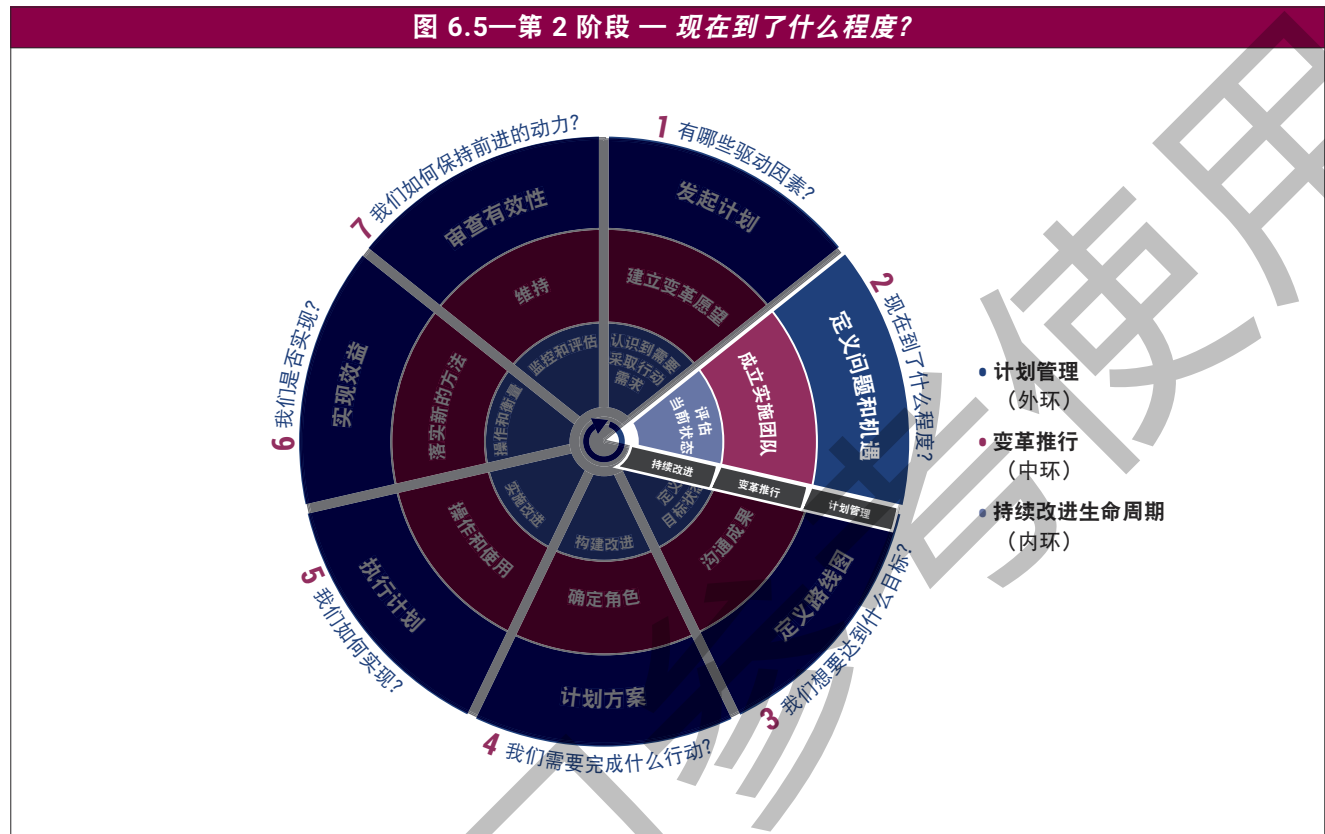 图 6.5—第 2 阶段 — 现在到了什么程度?
1 有哪些驱动因素?
发起计划
建立变革愿望
认识到需要
采取行动
需求
2 现在到了什么程度?
定义问题和机遇
成立实施团队
评估
当前状态
持续改进
变革推行
计划管理
3 我们想要达到什么目标?
定义路线图
沟通成果
定义
目标状态
4 我们需要完成什么行动?
计划方案
确定角色
构建改进
5 我们如何实现?
执行计划
操作和使用
实施改进
6 我们是否实现?
实现效益
落实新的方法
操作和衡量
7 我们如何保持前进的动力?
审查有效性
维持
监控和评估
• 计划管理
（外环）
• 变革推行
（中环）
• 持续改进生命周期
（内环）
参考使用